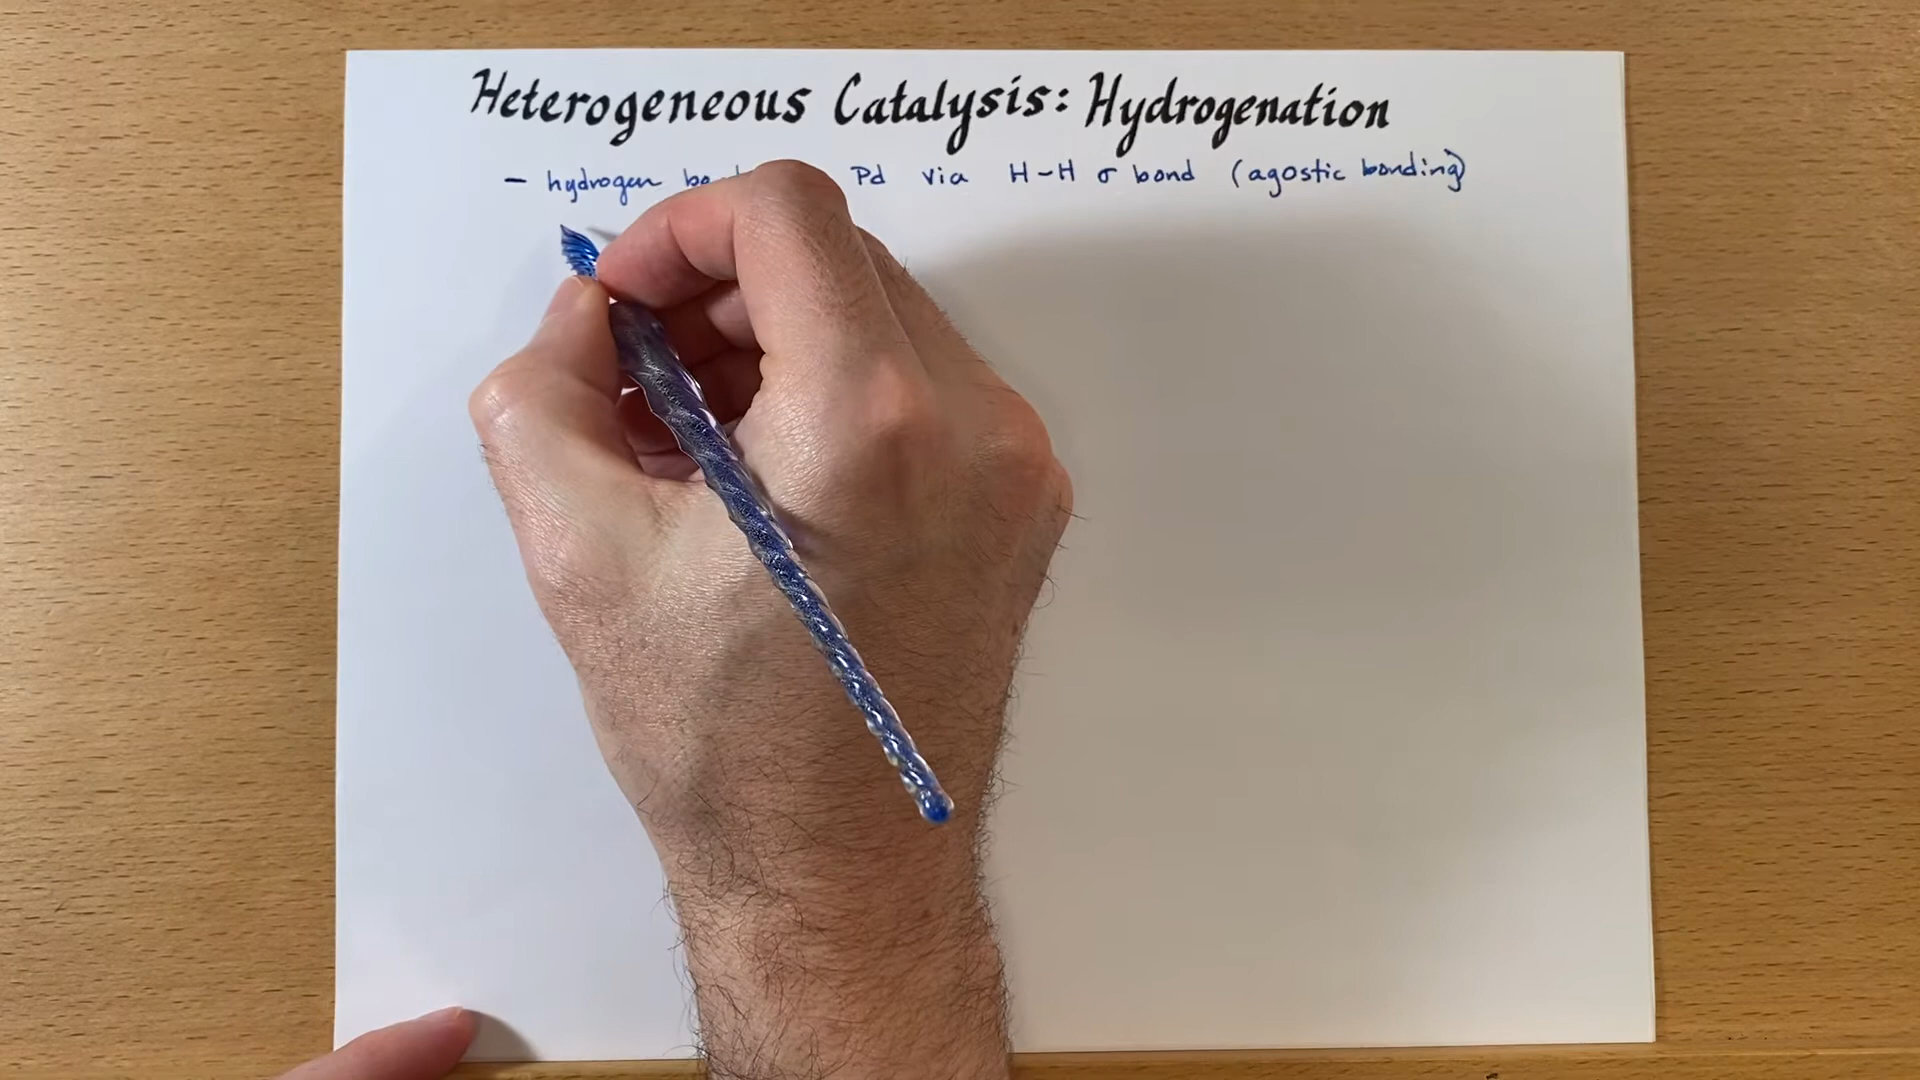 Heterogeneous Catalysis: Hydrogenation
- hydrogen Pd via H-H σ bond (agostic bonding)